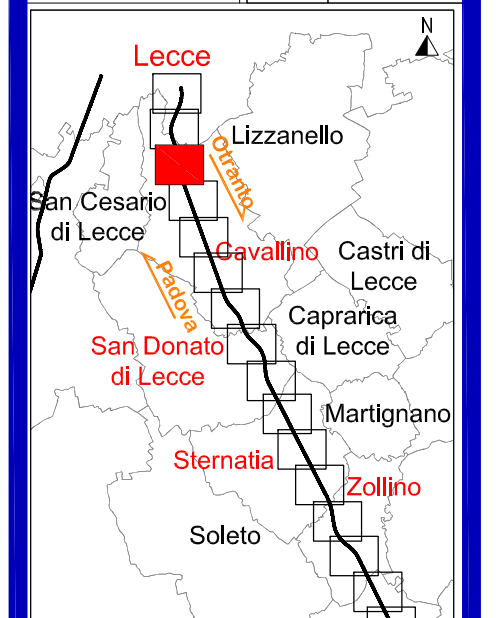 N
Lecce
Lizzanello
Otranto
San Cesario
di Lecce
Cavallino
Castri di
Lecce
Padova
Caprarica
di Lecce
San Donato
di Lecce
Martignano
Sternatia
Zollino
Soleto